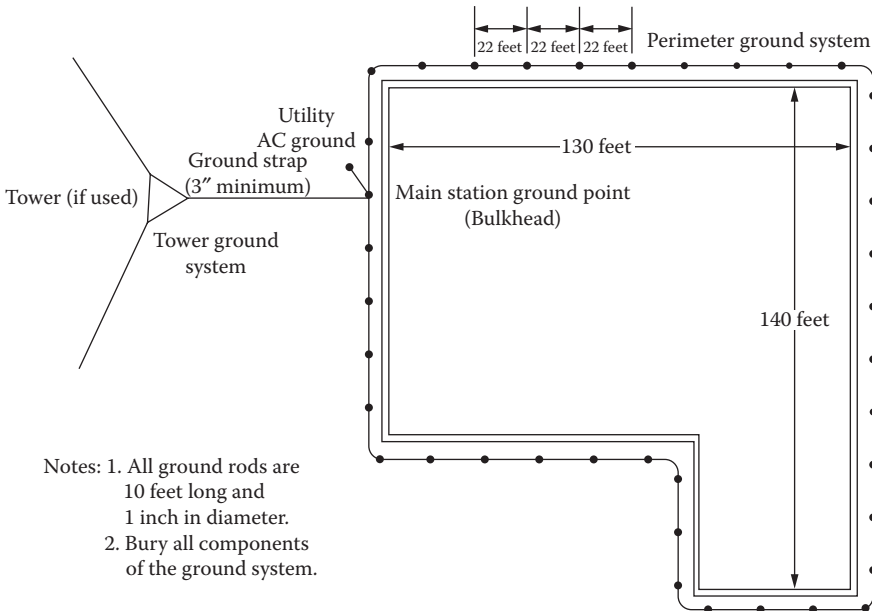 22 feet 22 feet 22 feet
Perimeter ground system
Utility
AC ground
130 feet
Ground strap
(3″ minimum)
Tower (if used)
Main station ground point
(Bulkhead)
Tower ground
system
140 feet
Notes: 1. All ground rods are
10 feet long and
1 inch in diameter.
2. Bury all components
of the ground system.